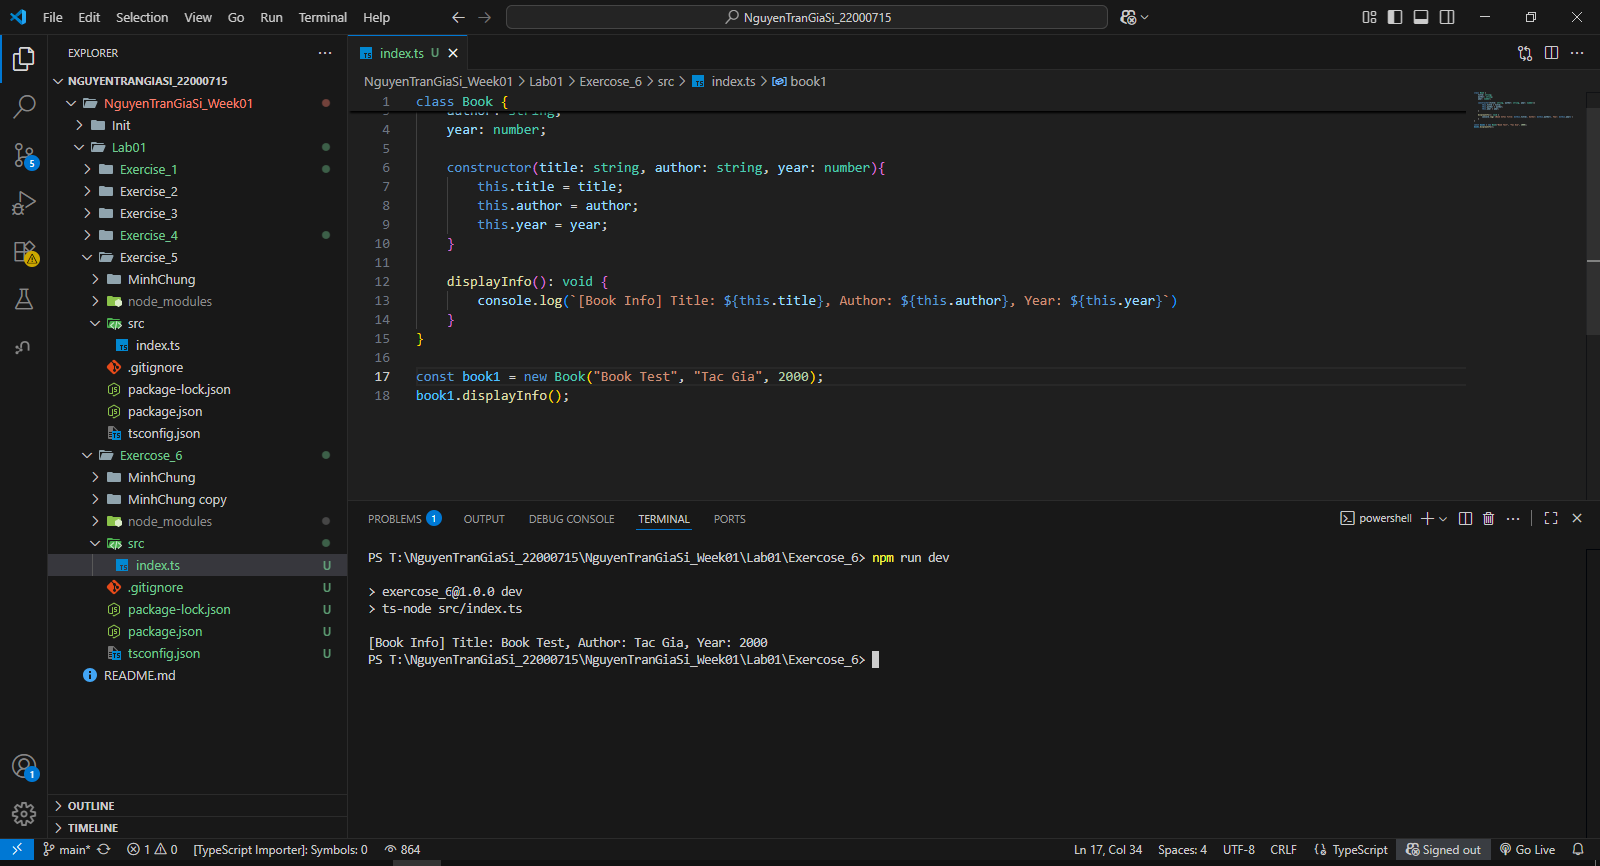 File Edit Selection View Go Run Terminal Help
NguyenTranGiaSi_22000715
EXPLORER
NGUYENTRANGIASI_22000715
NguyenTranGiaSi_Week01
Init
Lab01
Exercise_1
Exercise_2
Exercise_3
Exercise_4
Exercise_5
MinhChung
node_modules
src
index.ts
.gitignore
package-lock.json
package.json
tsconfig.json
Exercose_6
MinhChung
MinhChung copy
node_modules
src
index.ts U
.gitignore U
package-lock.json U
package.json U
tsconfig.json U
README.md
OUTLINE
TIMELINE
5
1
index.ts U
NguyenTranGiaSi_Week01 > Lab01 > Exercose_6 > src > index.ts > book1
1 class Book {
3 author: string;
4 year: number;
5
6 constructor(title: string, author: string, year: number){
7 this.title = title;
8 this.author = author;
9 this.year = year;
10 }
11
12 displayInfo(): void {
13 console.log(`[Book Info] Title: ${this.title}, Author: ${this.author}, Year: ${this.year}`)
14 }
15 }
16
17 const book1 = new Book("Book Test", "Tac Gia", 2000);
18 book1.displayInfo();
PROBLEMS 1 OUTPUT DEBUG CONSOLE TERMINAL PORTS
powershell
PS T:\NguyenTranGiaSi_22000715\NguyenTranGiaSi_Week01\Lab01\Exercose_6> npm run dev
> exercose_6@1.0.0 dev
> ts-node src/index.ts
[Book Info] Title: Book Test, Author: Tac Gia, Year: 2000
PS T:\NguyenTranGiaSi_22000715\NguyenTranGiaSi_Week01\Lab01\Exercose_6>
main* 1 0 [TypeScript Importer]: Symbols: 0 864 Ln 17, Col 34 Spaces: 4 UTF-8 CRLF {} TypeScript Signed out Go Live